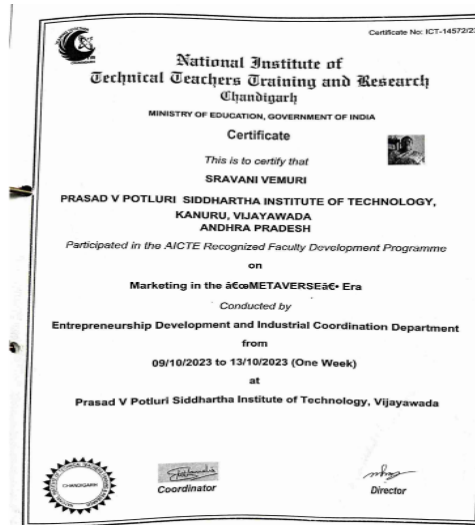 Certificate No: ICT-14572/23
National Institute of
Technical Teachers Training and Research
Chandigarh
MINISTRY OF EDUCATION, GOVERNMENT OF INDIA
Certificate
This is to certify that
SRAVANI VEMURI
PRASAD V POTLURI SIDDHARTHA INSTITUTE OF TECHNOLOGY,
KANURU, VIJAYAWADA
ANDHRA PRADESH
Participated in the AICTE Recognized Faculty Development Programme
on
Marketing in the â€œMETAVERSEâ€• Era
Conducted by
Entrepreneurship Development and Industrial Coordination Department
from
09/10/2023 to 13/10/2023 (One Week)
at
Prasad V Potluri Siddhartha Institute of Technology, Vijayawada
CHANDIGARH
Coordinator
Director